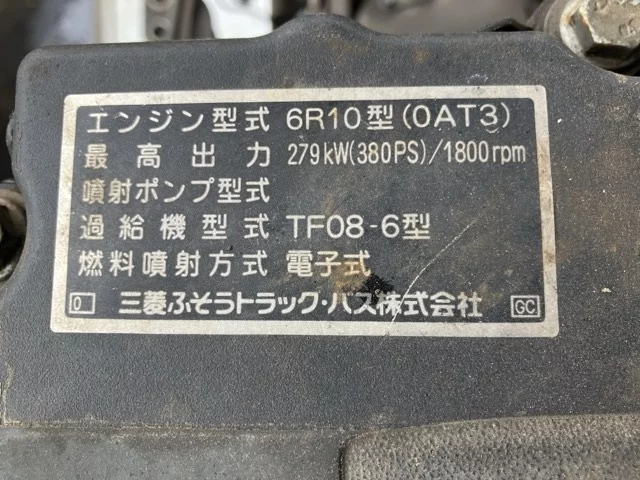 エンジン型式 6R10型(0AT3)
最高出力 279kW(380PS)/1800rpm
噴射ポンプ型式
過給機型式 TF08-6型
燃料噴射方式 電子式
0 三菱ふそうトラック・バス株式会社 GC